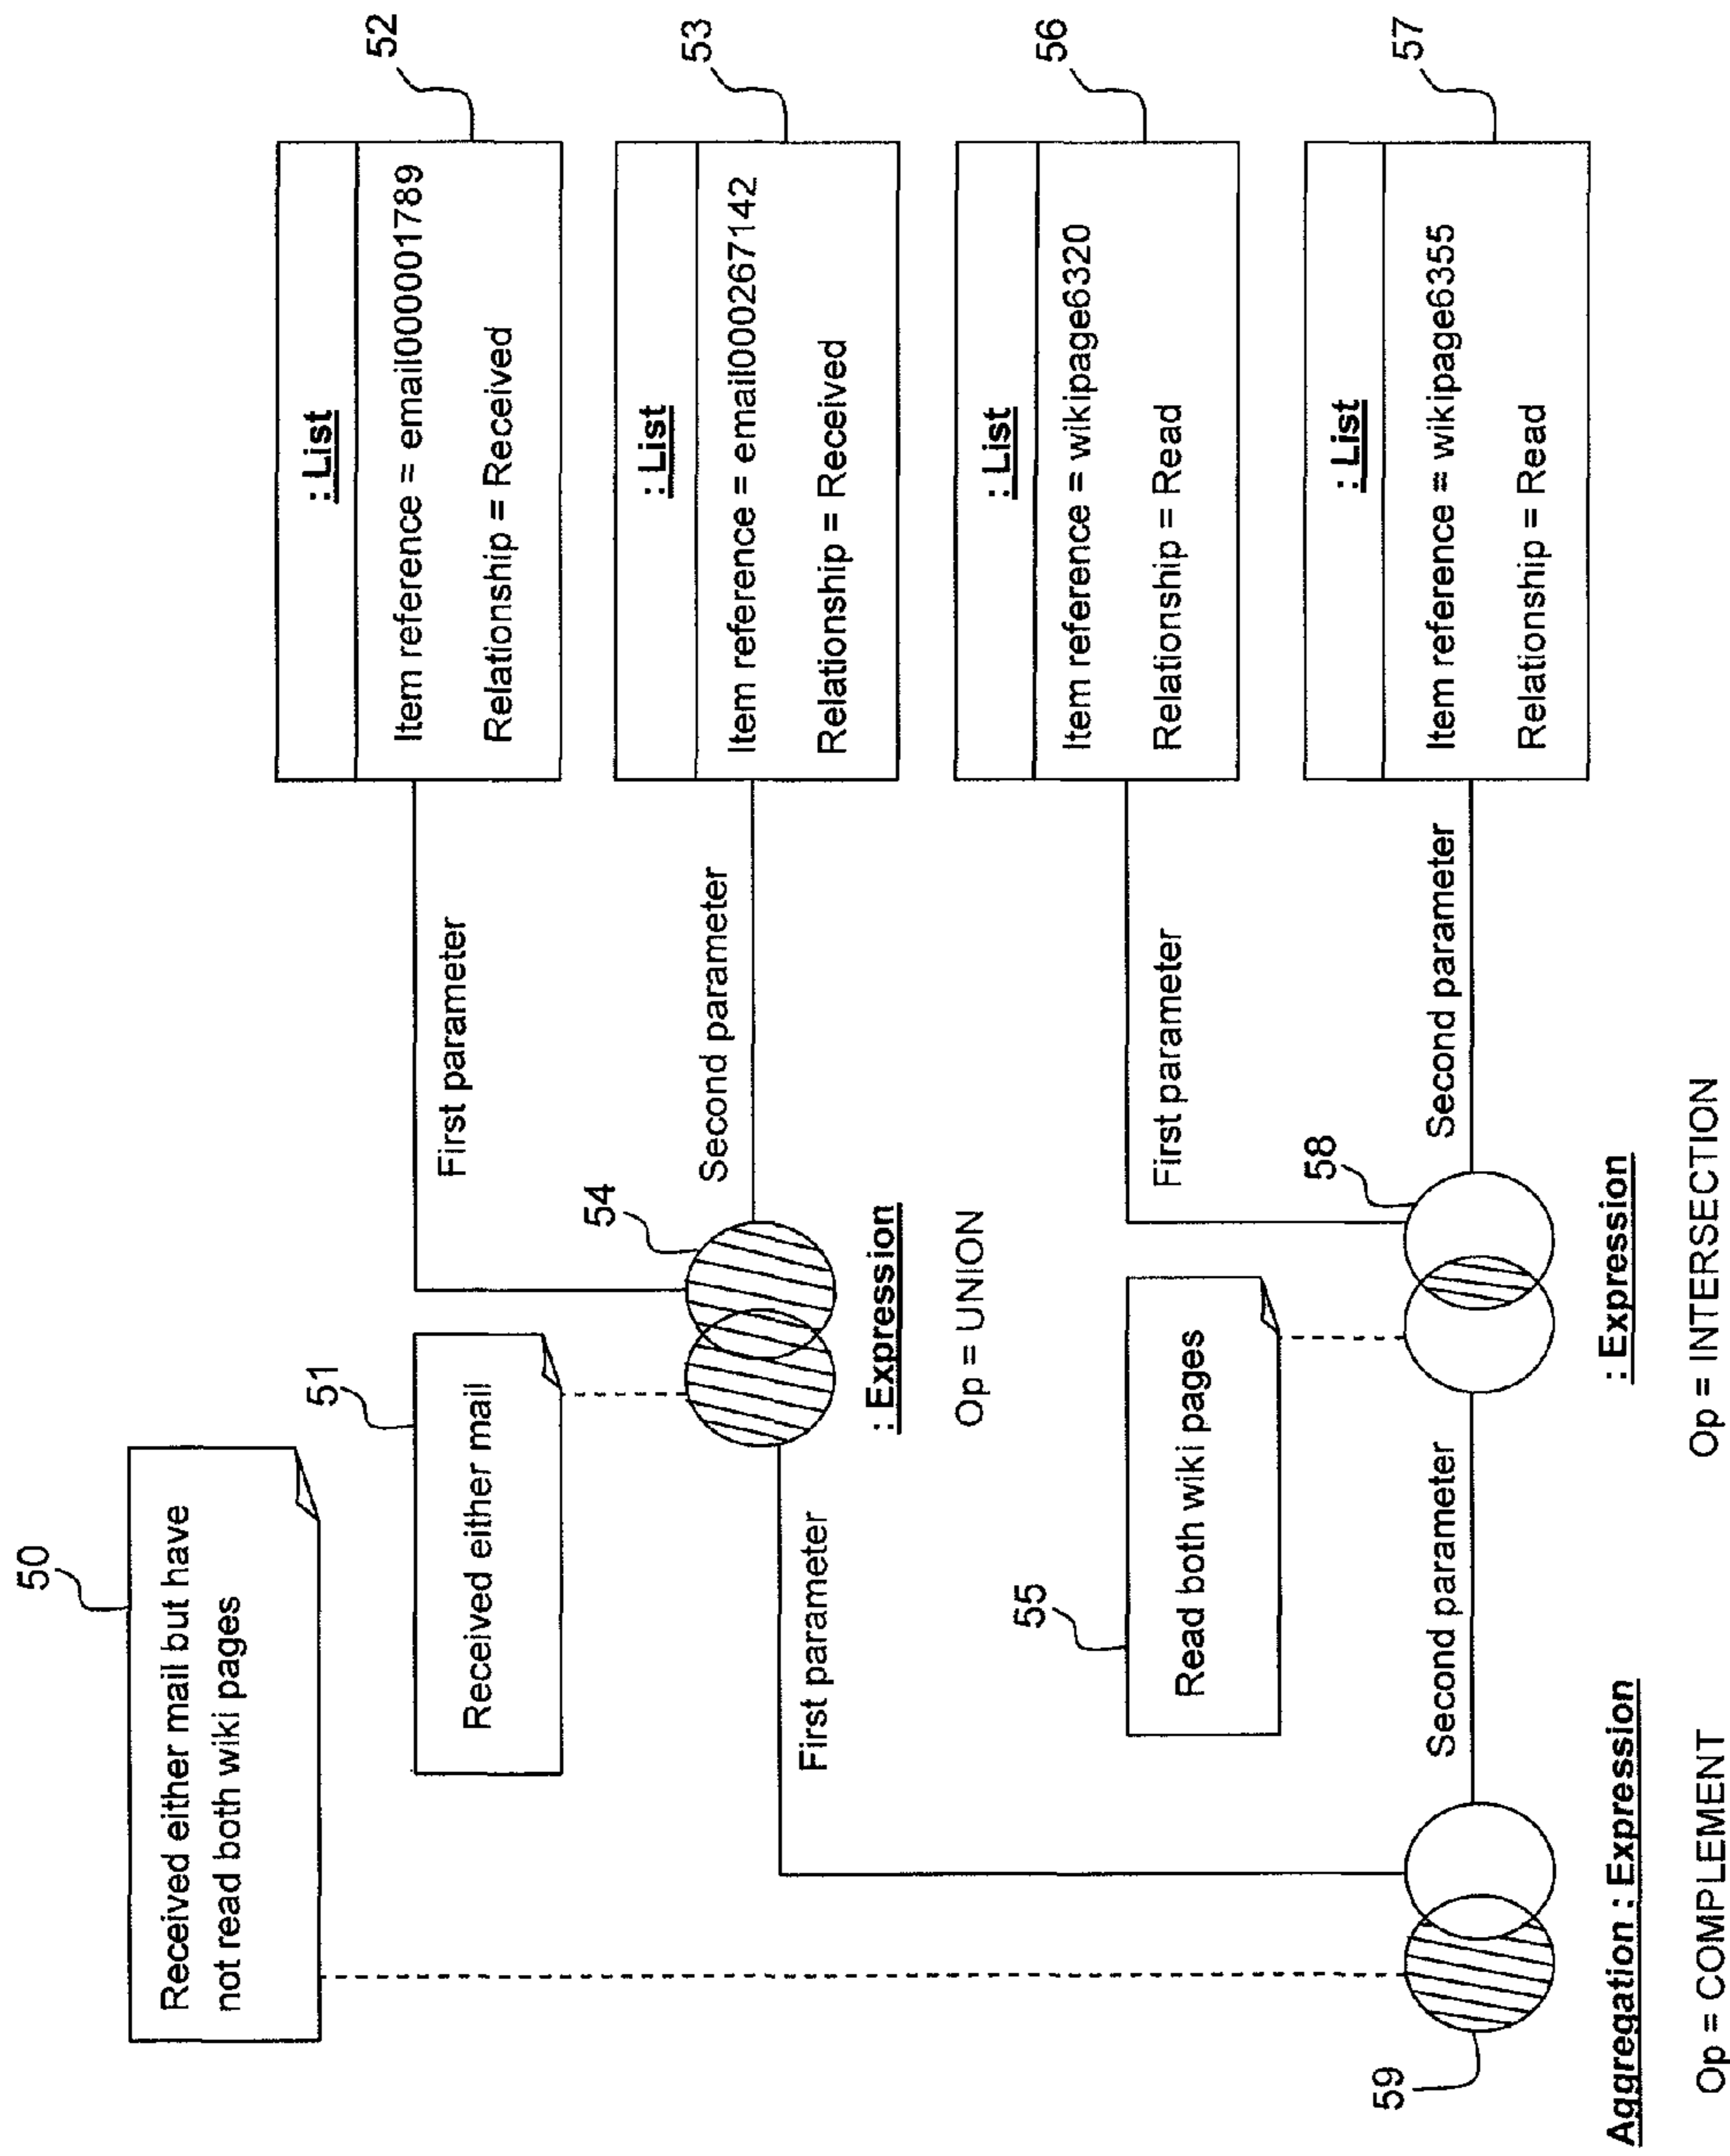 50
Received either mail but have
not read both wiki pages
51
Received either mail
52
: List
Item reference = email00001789
Relationship = Received
First parameter
53
: List
Item reference = email000267142
Relationship = Received
Second parameter
54
: Expression
Op = UNION
First parameter
55
Read both wiki pages
56
: List
Item reference = wikipage6320
Relationship = Read
First parameter
57
: List
Item reference = wikipage6355
Relationship = Read
Second parameter
58
: Expression
Op = INTERSECTION
Second parameter
59
Aggregation : Expression
Op = COMPLEMENT